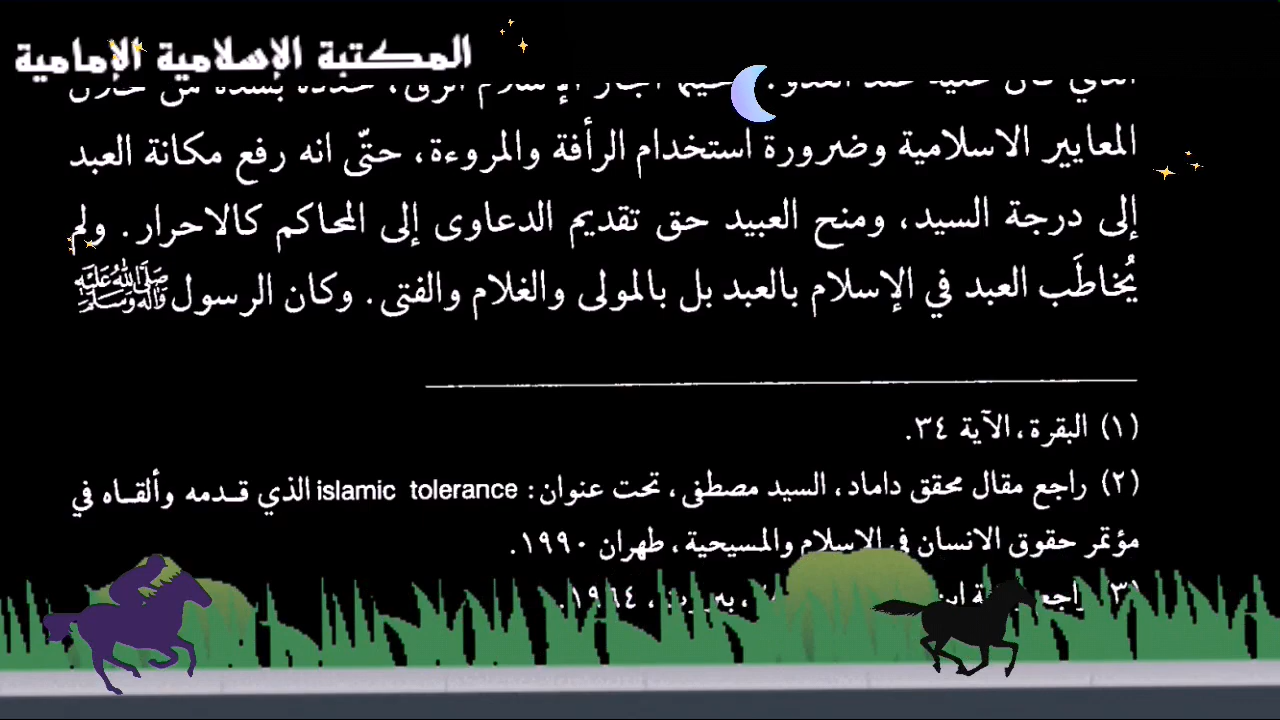 المكتبة الإسلامية الإمامية
المعايير الاسلامية وضرورة استخدام الرأفة والمروءة، حتّى انه رفع مكانة العبد
إلى درجة السيد، ومنح العبيد حق تقديم الدعاوى إلى المحاكم كالاحرار. ولم
يُخاطَب العبد في الإسلام بالعبد بل بالمولى والغلام والفتى. وكان الرسول ﷺ
(١) البقرة، الآية ٣٤.
(٢) راجع مقال محقق داماد، السيد مصطفى، تحت عنوان: islamic tolerance الذي قـدمه وألقـاه في
مؤتمر حقوق الانسان في الاسلام والمسيحية، طهران ١٩٩٠.
١٩٦٤.